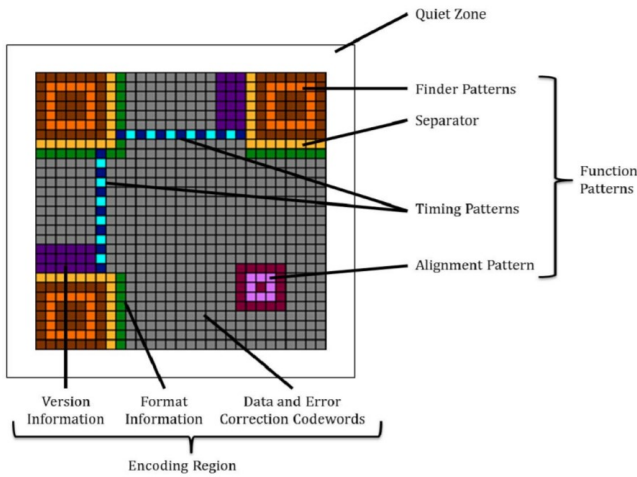 Quiet Zone
Finder Patterns
Separator
Function
Patterns
Timing Patterns
Alignment Pattern
Version
Information
Format
Information
Data and Error
Correction Codewords
Encoding Region